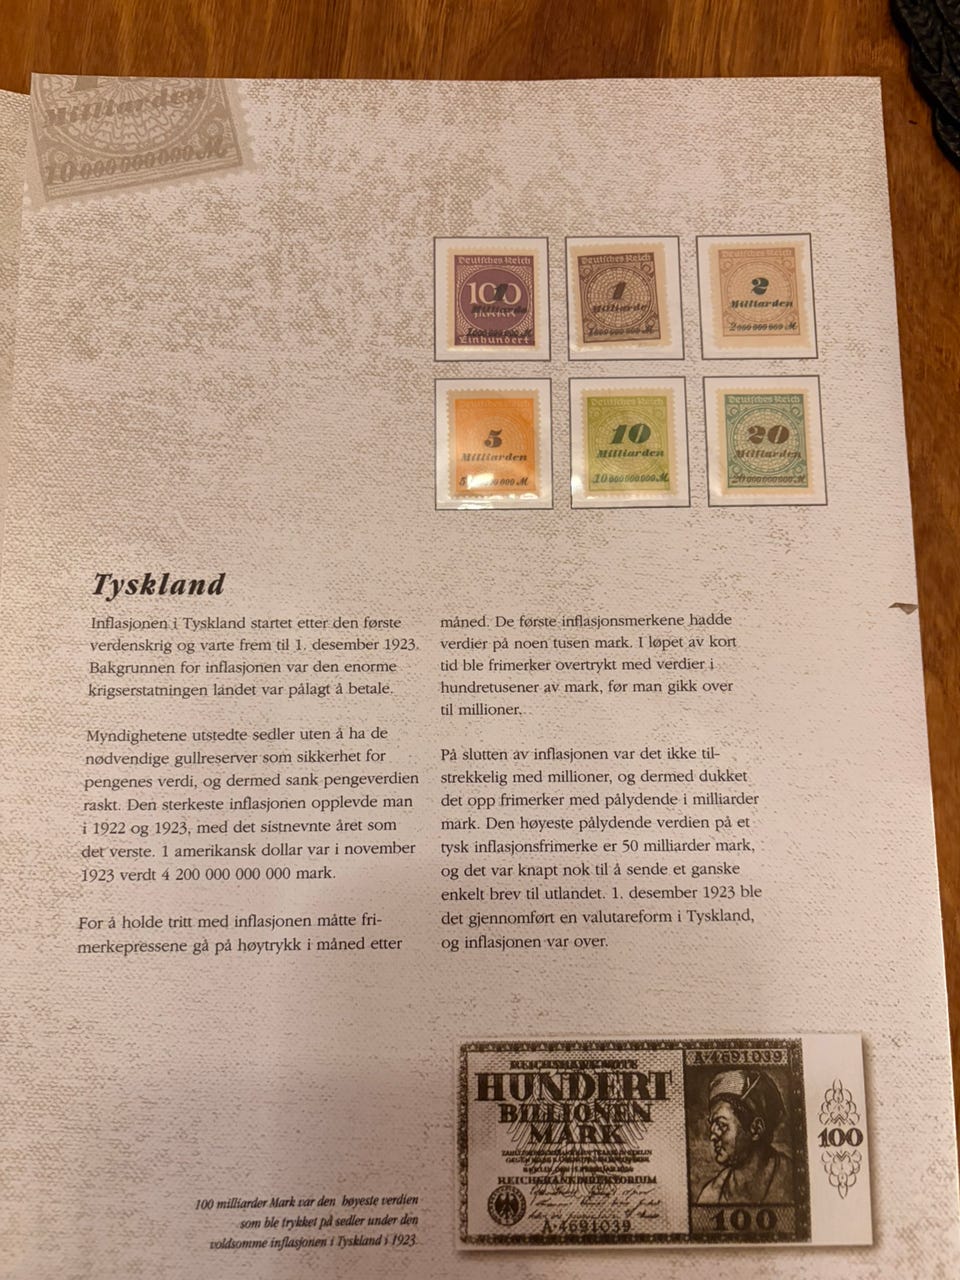 Milliarden
10 000 000 000 M
Deutsches Reich
100
1
Milliarde
Einhundert
Deutsches Reich
1
Milliarde
1000 000 000 M
Deutsches Reich
2
Milliarden
2000 000 000 M
Deutsches Reich
5
Milliarden
Deutsches Reich
10
Milliarden
10 000 000 000 M
Deutsches Reich
20
Milliarden
20 000 000 000 M
Tyskland
Inflasjonen i Tyskland startet etter den første
verdenskrig og varte frem til 1. desember 1923.
Bakgrunnen for inflasjonen var den enorme
krigserstatningen landet var pålagt å betale.
Myndighetene utstedte sedler uten å ha de
nødvendige gullreserver som sikkerhet for
pengenes verdi, og dermed sank pengeverdien
raskt. Den sterkeste inflasjonen opplevde man
i 1922 og 1923, med det sistnevnte året som
det verste. 1 amerikansk dollar var i november
1923 verdt 4 200 000 000 000 mark.
For å holde tritt med inflasjonen måtte fri-
merkepressene gå på høytrykk i måned etter
måned. De første inflasjonsmerkene hadde
verdier på noen tusen mark. I løpet av kort
tid ble frimerker overtrykt med verdier i
hundretusener av mark, før man gikk over
til millioner.
På slutten av inflasjonen var det ikke til-
strekkelig med millioner, og dermed dukket
det opp frimerker med pålydende i milliarder
mark. Den høyeste pålydende verdien på et
tysk inflasjonsfrimerke er 50 milliarder mark,
og det var knapt nok til å sende et ganske
enkelt brev til utlandet. 1. desember 1923 ble
det gjennomført en valutareform i Tyskland,
og inflasjonen var over.
REICHSBANKNOTE
HUNDERT
BILLIONEN
MARK
REICHSBANKDIREKTORIUM
A·4691039
A·4691039
100
100
100 milliarder Mark var den høyeste verdien
som ble trykket på sedler under den
voldsomme inflasjonen i Tyskland i 1923.